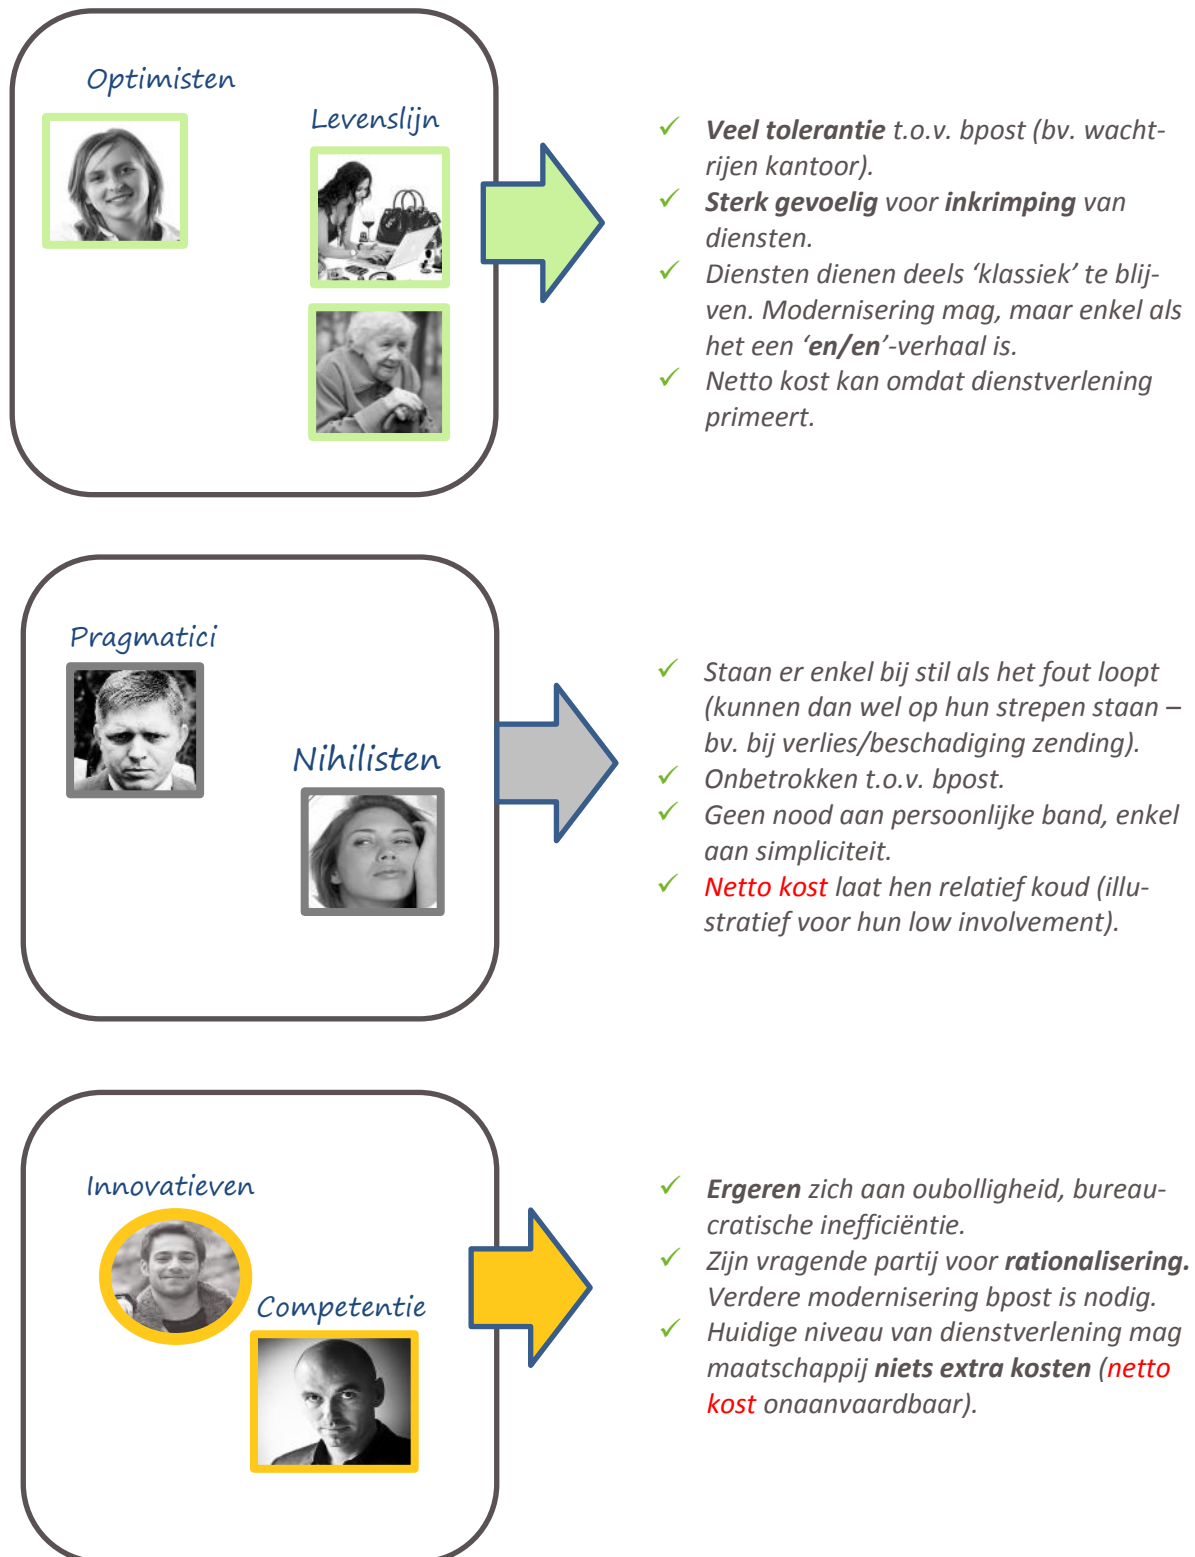 Optimisten
Levenslijn
✓ Veel tolerantie t.o.v. bpost (bv. wacht-
rijen kantoor).
✓ Sterk gevoelig voor inkrimping van
diensten.
✓ Diensten dienen deels ‘klassiek’ te blij-
ven. Modernisering mag, maar enkel als
het een ‘en/en’-verhaal is.
✓ Netto kost kan omdat dienstverlening
primeert.
Pragmatici
Nihilisten
✓ Staan er enkel bij stil als het fout loopt
(kunnen dan wel op hun strepen staan –
bv. bij verlies/beschadiging zending).
✓ Onbetrokken t.o.v. bpost.
✓ Geen nood aan persoonlijke band, enkel
aan simpliciteit.
✓ Netto kost laat hen relatief koud (illu-
stratief voor hun low involvement).
Innovatieven
Competentie
✓ Ergeren zich aan oubolligheid, bureau-
cratische inefficiëntie.
✓ Zijn vragende partij voor rationalisering.
Verdere modernisering bpost is nodig.
✓ Huidige niveau van dienstverlening mag
maatschappij niets extra kosten (netto
kost onaanvaardbaar).